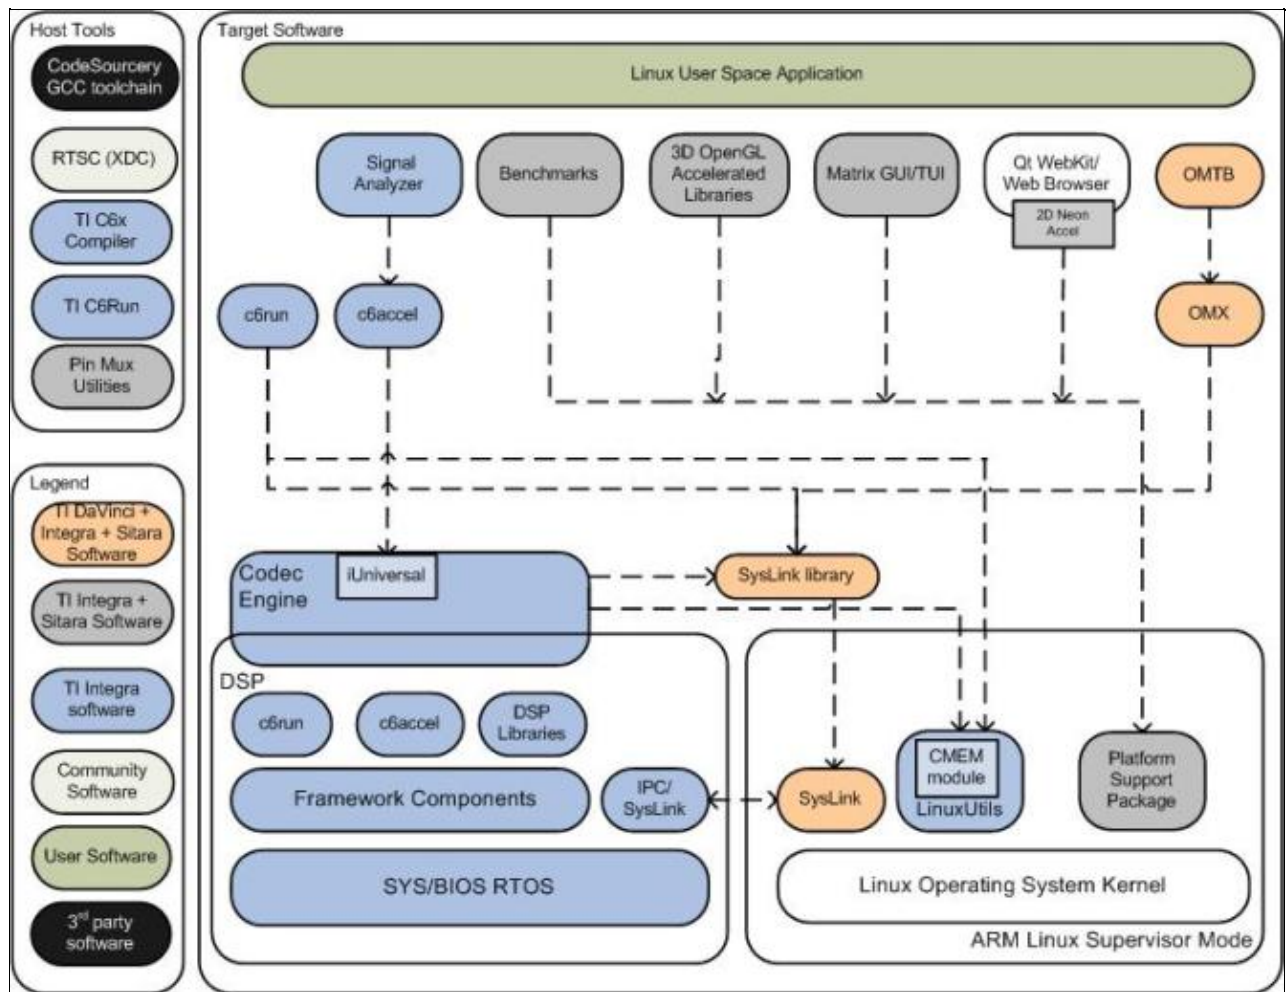 Host Tools
CodeSourcery
GCC toolchain
RTSC (XDC)
TI C6x
Compiler
TI C6Run
Pin Mux
Utilities
Legend
TI DaVinci +
Integra + Sitara
Software
TI Integra +
Sitara Software
TI Integra
software
Community
Software
User Software
3rd party
software
Target Software
Linux User Space Application
Signal
Analyzer
Benchmarks
3D OpenGL
Accelerated
Libraries
Matrix GUI/TUI
Qt WebKit/
Web Browser
2D Neon
Accel
OMTB
c6run
c6accel
OMX
Codec
Engine
iUniversal
SysLink library
DSP
c6run
c6accel
DSP
Libraries
Framework Components
IPC/
SysLink
SYS/BIOS RTOS
SysLink
CMEM
module
LinuxUtils
Platform
Support
Package
Linux Operating System Kernel
ARM Linux Supervisor Mode